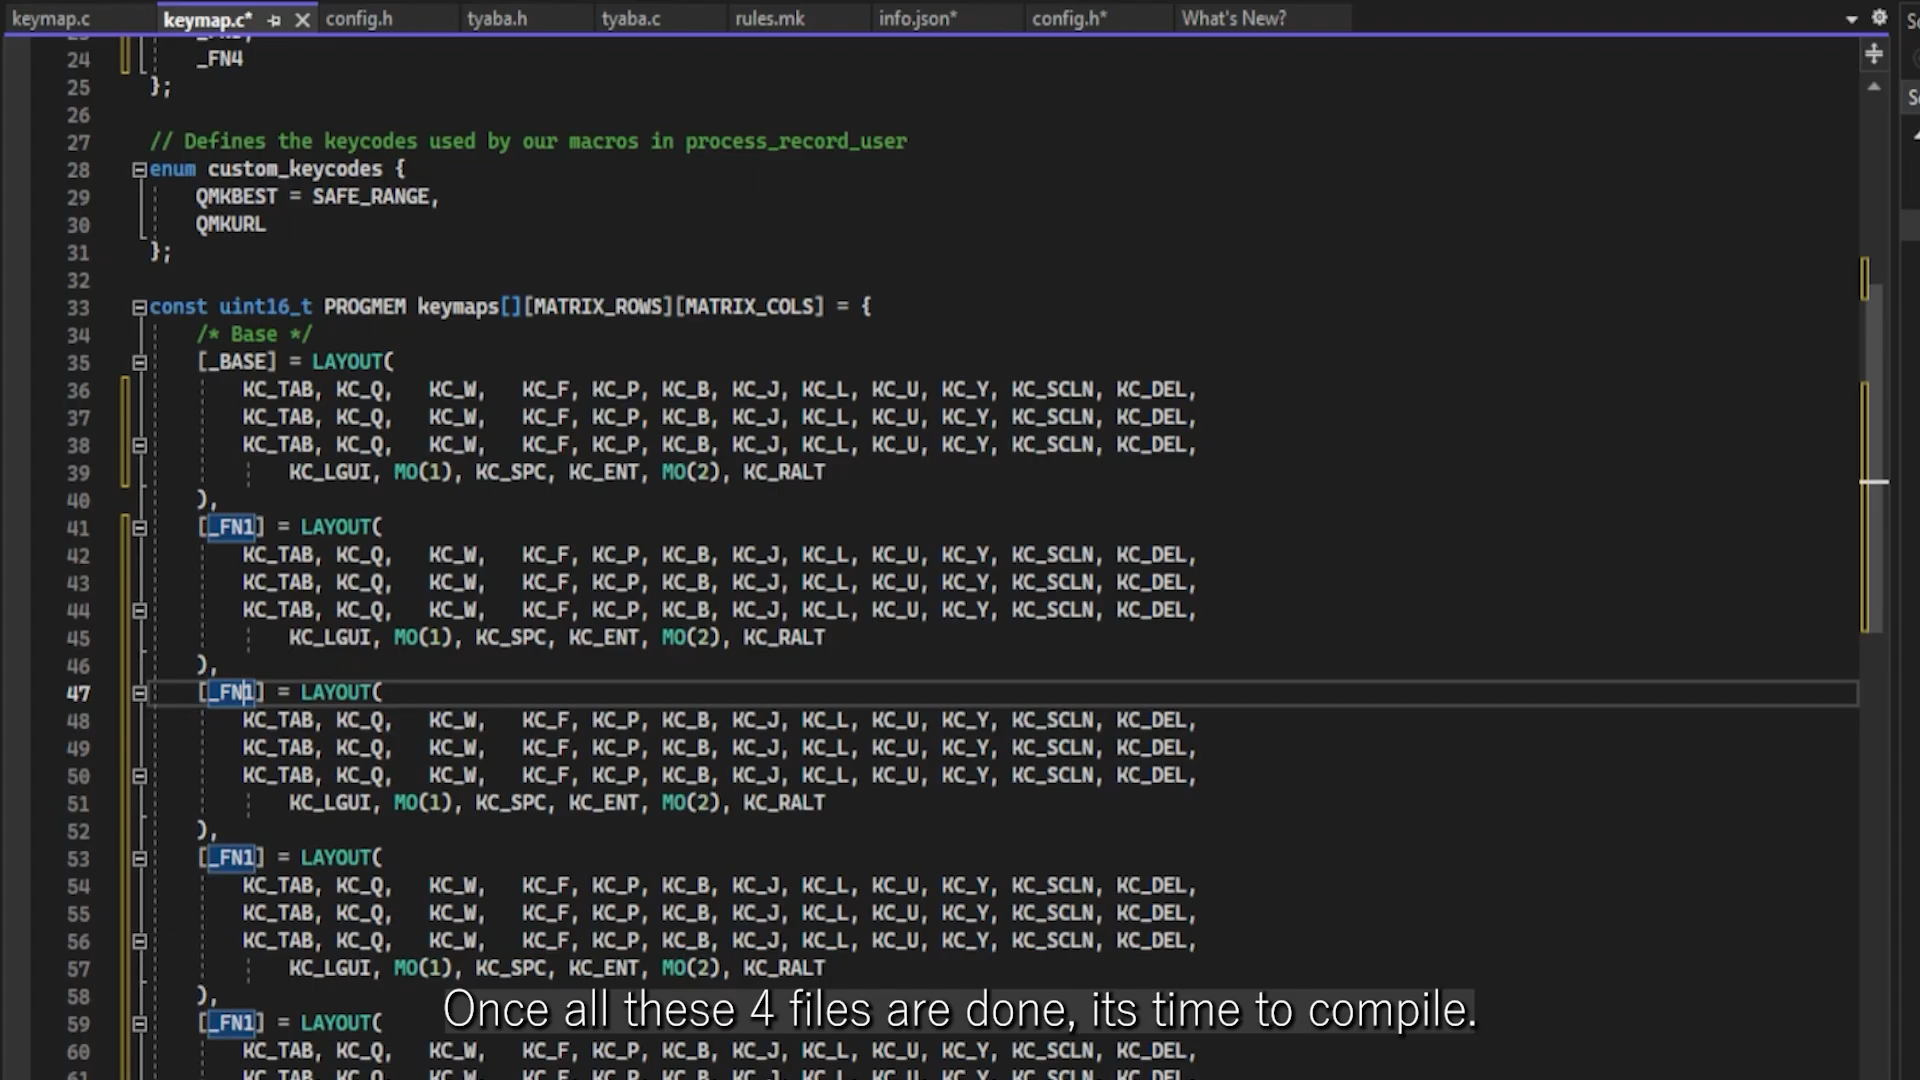 keymap.c keymap.c* config.h tyaba.h tyaba.c rules.mk info.json* config.h* What's New?
24 _FN4
25 };
26
27 // Defines the keycodes used by our macros in process_record_user
28 enum custom_keycodes {
29 QMKBEST = SAFE_RANGE,
30 QMKURL
31 };
32
33 const uint16_t PROGMEM keymaps[][MATRIX_ROWS][MATRIX_COLS] = {
34 /* Base */
35 [_BASE] = LAYOUT(
36 KC_TAB, KC_Q, KC_W, KC_F, KC_P, KC_B, KC_J, KC_L, KC_U, KC_Y, KC_SCLN, KC_DEL,
37 KC_TAB, KC_Q, KC_W, KC_F, KC_P, KC_B, KC_J, KC_L, KC_U, KC_Y, KC_SCLN, KC_DEL,
38 KC_TAB, KC_Q, KC_W, KC_F, KC_P, KC_B, KC_J, KC_L, KC_U, KC_Y, KC_SCLN, KC_DEL,
39 KC_LGUI, MO(1), KC_SPC, KC_ENT, MO(2), KC_RALT
40 ),
41 [_FN1] = LAYOUT(
42 KC_TAB, KC_Q, KC_W, KC_F, KC_P, KC_B, KC_J, KC_L, KC_U, KC_Y, KC_SCLN, KC_DEL,
43 KC_TAB, KC_Q, KC_W, KC_F, KC_P, KC_B, KC_J, KC_L, KC_U, KC_Y, KC_SCLN, KC_DEL,
44 KC_TAB, KC_Q, KC_W, KC_F, KC_P, KC_B, KC_J, KC_L, KC_U, KC_Y, KC_SCLN, KC_DEL,
45 KC_LGUI, MO(1), KC_SPC, KC_ENT, MO(2), KC_RALT
46 ),
47 [_FN1] = LAYOUT(
48 KC_TAB, KC_Q, KC_W, KC_F, KC_P, KC_B, KC_J, KC_L, KC_U, KC_Y, KC_SCLN, KC_DEL,
49 KC_TAB, KC_Q, KC_W, KC_F, KC_P, KC_B, KC_J, KC_L, KC_U, KC_Y, KC_SCLN, KC_DEL,
50 KC_TAB, KC_Q, KC_W, KC_F, KC_P, KC_B, KC_J, KC_L, KC_U, KC_Y, KC_SCLN, KC_DEL,
51 KC_LGUI, MO(1), KC_SPC, KC_ENT, MO(2), KC_RALT
52 ),
53 [_FN1] = LAYOUT(
54 KC_TAB, KC_Q, KC_W, KC_F, KC_P, KC_B, KC_J, KC_L, KC_U, KC_Y, KC_SCLN, KC_DEL,
55 KC_TAB, KC_Q, KC_W, KC_F, KC_P, KC_B, KC_J, KC_L, KC_U, KC_Y, KC_SCLN, KC_DEL,
56 KC_TAB, KC_Q, KC_W, KC_F, KC_P, KC_B, KC_J, KC_L, KC_U, KC_Y, KC_SCLN, KC_DEL,
57 KC_LGUI, MO(1), KC_SPC, KC_ENT, MO(2), KC_RALT
58 ),
59 [_FN1] = LAYOUT(
60 KC_TAB, KC_Q, KC_W, KC_F, KC_P, KC_B, KC_J, KC_L, KC_U, KC_Y, KC_SCLN, KC_DEL,
Once all these 4 files are done, its time to compile.